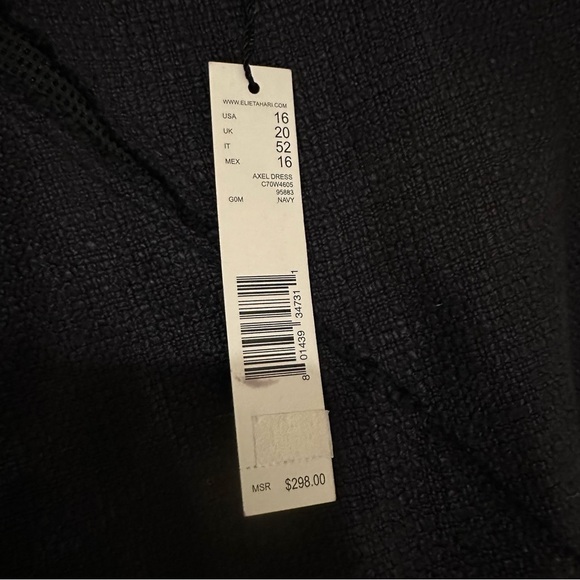 WWW.ELIETAHARI.COM
USA 16
UK 20
IT 52
MEX 16
AXEL DRESS
C70W4605
95883
G0M NAVY
8 01439 34731 1
MSR $298.00